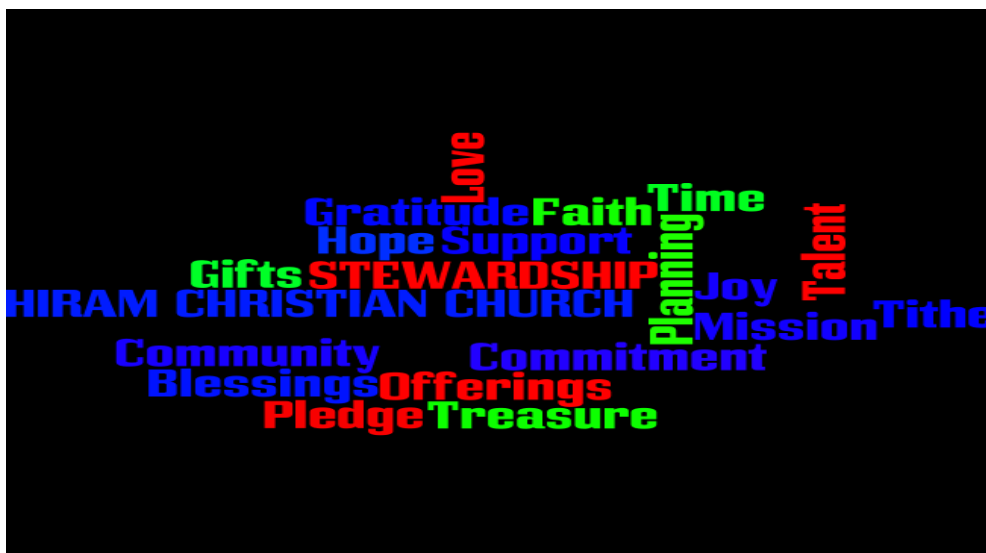 Love
Gratitude Faith Time
Hope Support
Planning
Talent
Gifts STEWARDSHIP
Joy
HIRAM CHRISTIAN CHURCH
Mission Tithe
Community Commitment
Blessings Offerings
Pledge Treasure